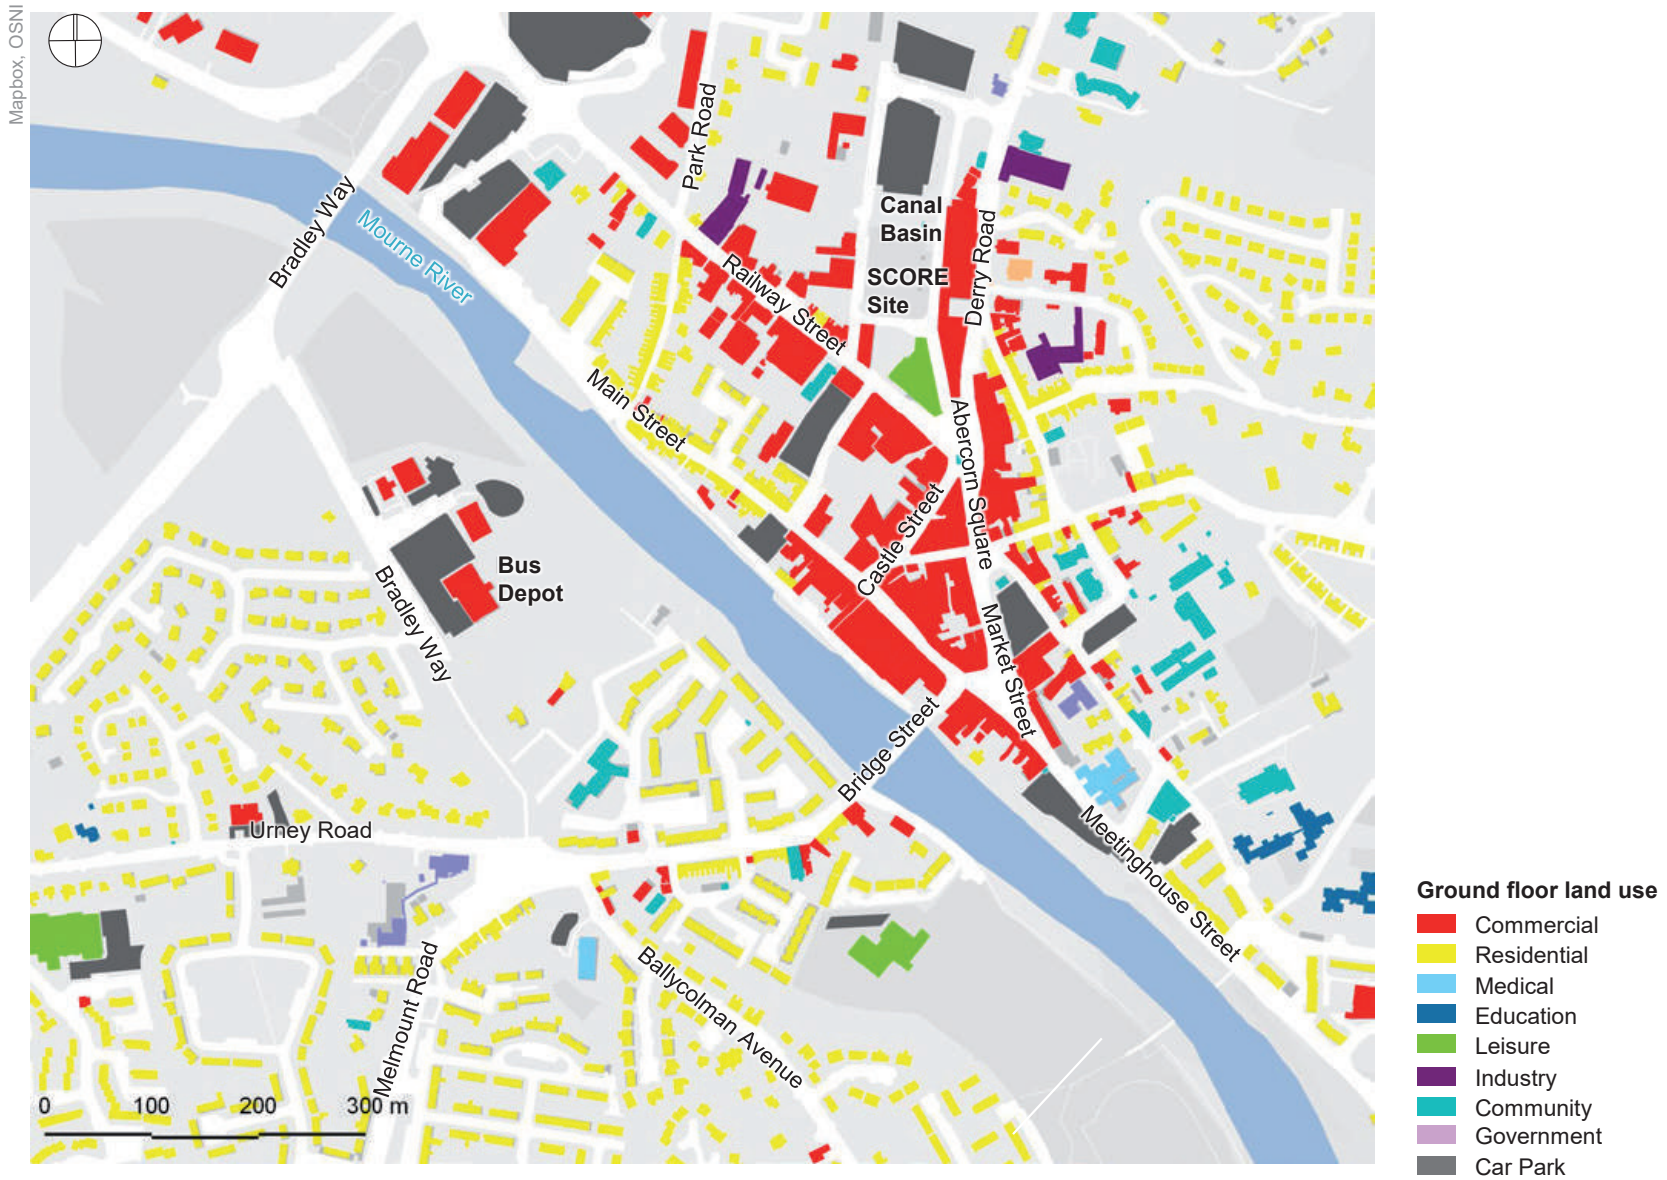 Mapbox, OSNI
Park Road
Bradley Way
Mourne River
Canal
Basin
SCORE
Site
Derry Road
Railway Street
Main Street
Abercorn Square
Castle Street
Bus
Depot
Bradley Way
Market Street
Bridge Street
Urney Road
Meetinghouse Street
Melmount Road
Ballycolman Avenue
0 100 200 300 m
Ground floor land use
Commercial
Residential
Medical
Education
Leisure
Industry
Community
Government
Car Park